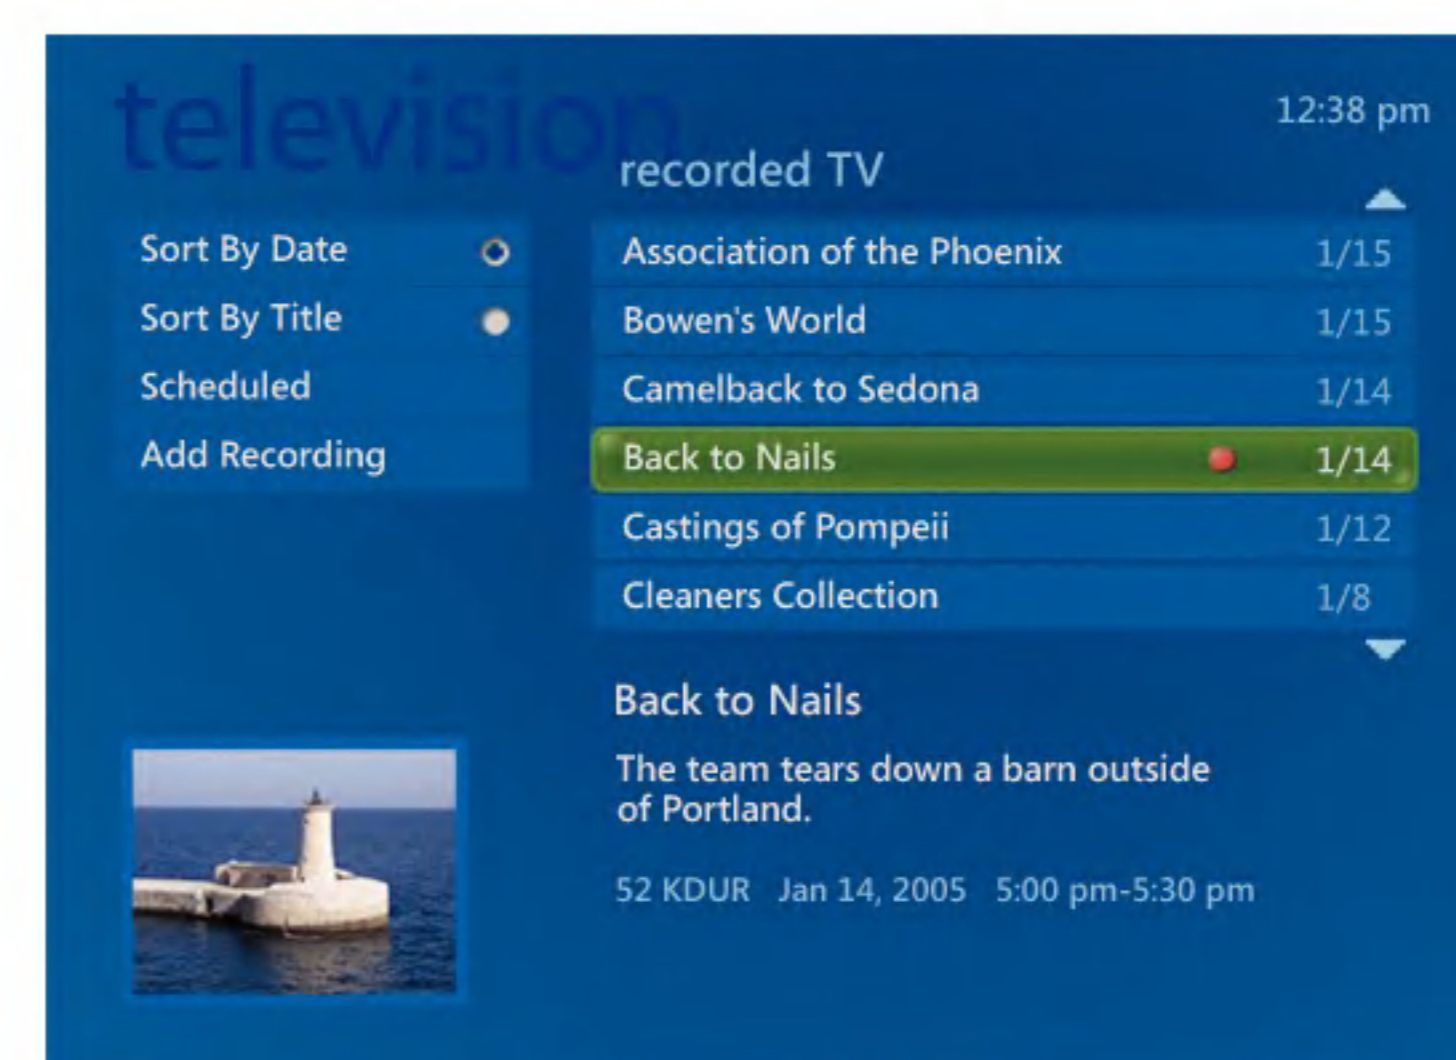 television
12:38 pm
recorded TV
Sort By Date
Sort By Title
Scheduled
Add Recording
Association of the Phoenix 1/15
Bowen's World 1/15
Camelback to Sedona 1/14
Back to Nails 1/14
Castings of Pompeii 1/12
Cleaners Collection 1/8
Back to Nails
The team tears down a barn outside
of Portland.
52 KDUR Jan 14, 2005 5:00 pm-5:30 pm